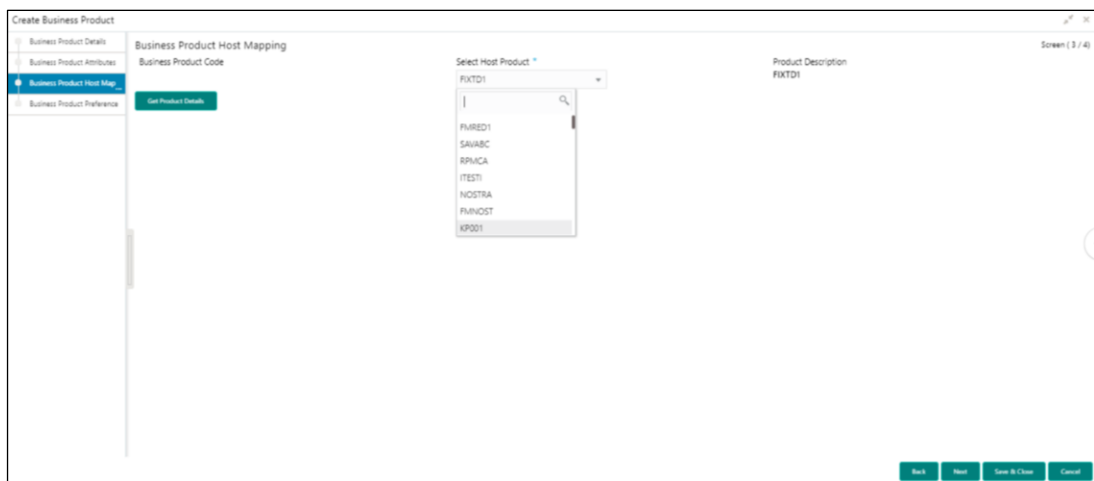 Create Business Product
Business Product Details
Business Product Attributes
Business Product Host Map...
Business Product Preference
Business Product Host Mapping
Screen ( 3 / 4)
Business Product Code
Select Host Product *
Product Description
FIXTD1
FIXTD1
Get Product Details
FMRED1
SAVABC
RPMCA
ITESTI
NOSTRA
FMNOST
KP001
Back
Next
Save & Close
Cancel